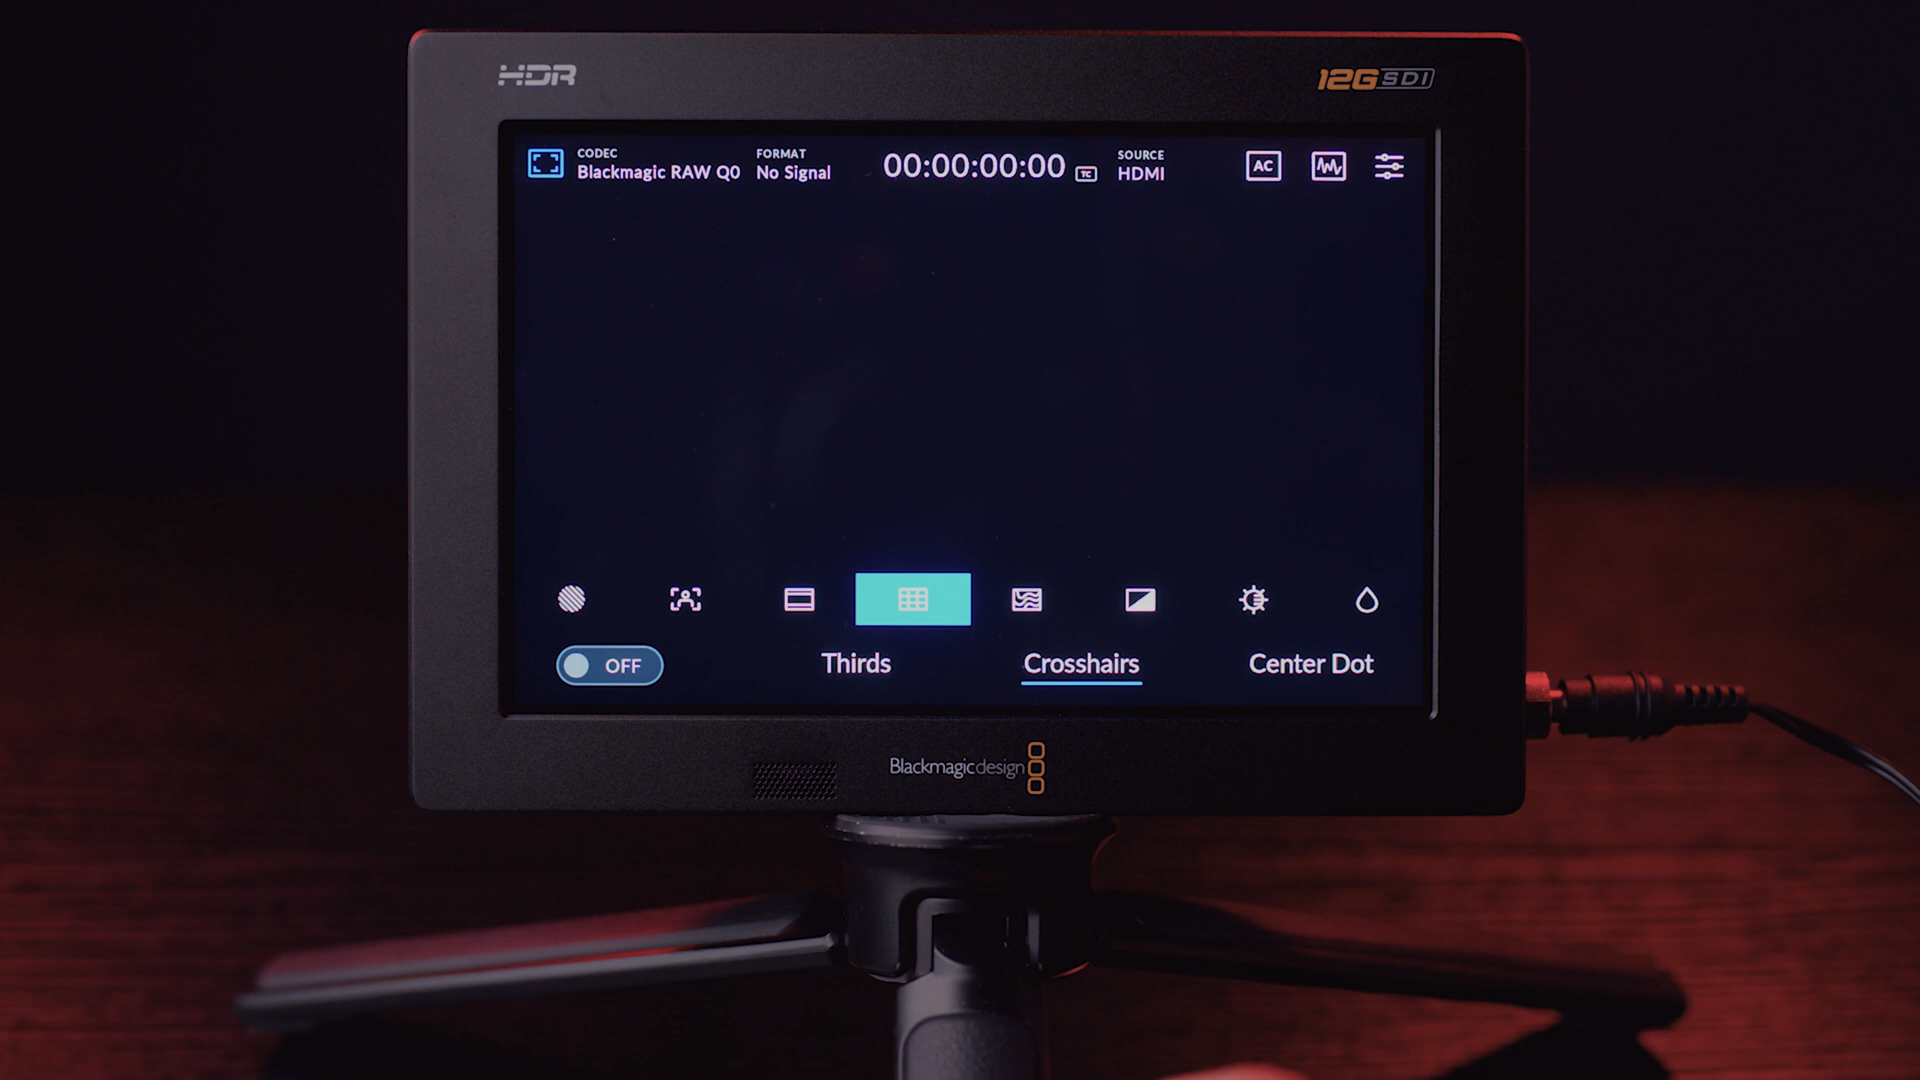 HDR
12G SDI
CODEC
Blackmagic RAW Q0
FORMAT
No Signal
00:00:00:00
TC
SOURCE
HDMI
AC
OFF
Thirds
Crosshairs
Center Dot
Blackmagicdesign